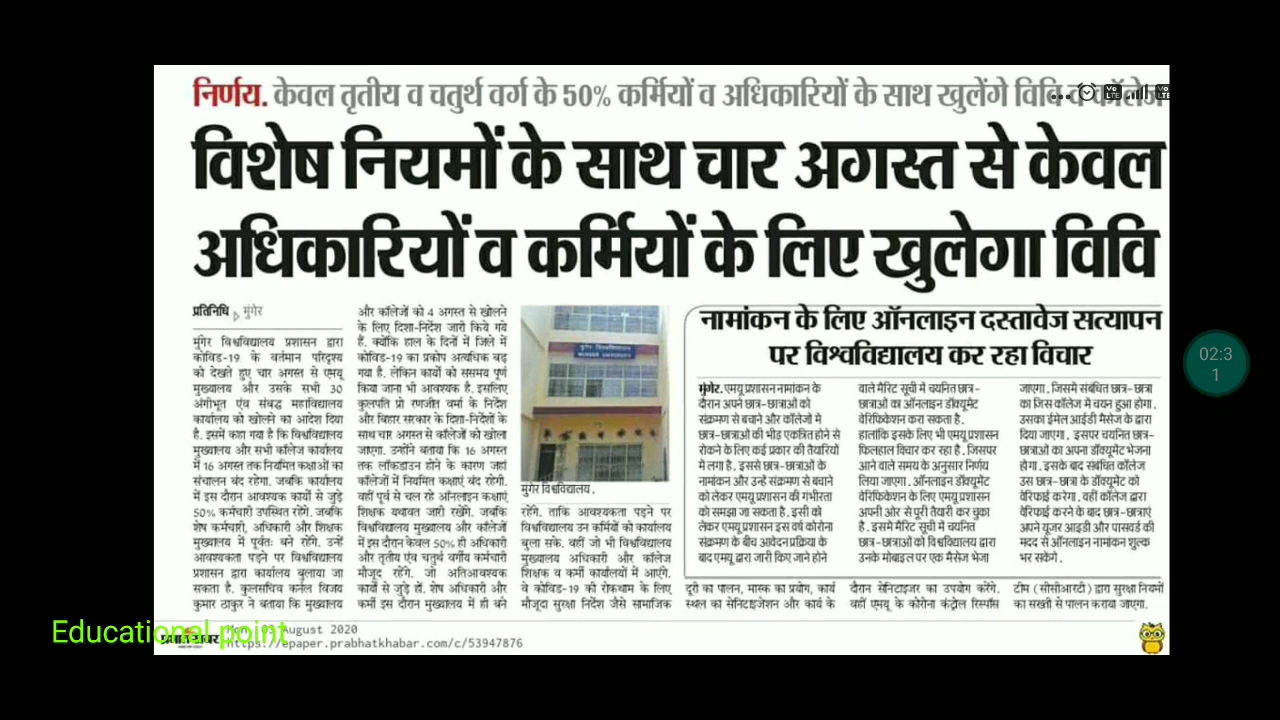 निर्णय. केवल तृतीय व चतुर्थ वर्ग के 50% कर्मियों व अधिकारियों के साथ खुलेंगे विवि व कॉलेज
विशेष नियमों के साथ चार अगस्त से केवल
अधिकारियों व कर्मियों के लिए खुलेगा विवि
प्रतिनिधि मुंगेर
मुंगेर विश्वविद्यालय प्रशासन द्वारा
कोविड-19 के वर्तमान परिदृश्य
को देखते हुए चार अगस्त से एमयू
मुख्यालय और उसके सभी 30
अंगीभूत एंव संबद्ध महाविद्यालय
कार्यालय को खोलने का आदेश दिया
है. इसमें कहा गया है कि विश्वविद्यालय
मुख्यालय और सभी कॉलेज कार्यालय
में 16 अगस्त तक नियमित कक्षाओं का
संचालन बंद रहेगा. जबकि कार्यालय
में इस दौरान आवश्यक कार्यो से जुड़े
50% कर्मचारी उपस्थित रहेंगे. जबकि
शेष कर्मचारी, अधिकारी और शिक्षक
मुख्यालय में पूर्वतः बने रहेंगे. उन्हें
आवश्यकता पड़ने पर विश्वविद्यालय
प्रशासन द्वारा कार्यालय बुलाया जा
सकता है. कुलसचिव कर्नल विजय
कुमार ठाकुर ने बताया कि मुख्यालय
और कॉलेजों को 4 अगस्त से खोलने
के लिए दिशा-निर्देश जारी किये गये
हैं. क्योंकि हाल के दिनों में जिले में
कोविड-19 का प्रकोप अत्यधिक बढ़
गया है. लेकिन कार्यों को ससमय पूर्ण
किया जाना भी आवश्यक है. इसलिए
कुलपति प्रो रणजीत वर्मा के निर्देश
और बिहार सरकार के दिशा-निर्देशों के
साथ चार अगस्त से कॉलेजों को खोला
जाएगा. उन्होंने बताया कि 16 अगस्त
तक लॉकडाउन होने के कारण जहां
कॉलेजों में नियमित कक्षाएं बंद रहेगी.
वहीं पूर्व से चल रहे ऑनलाइन कक्षाएं
शिक्षक यथावत जारी रखेंगे. जबकि
विश्वविद्यालय मुख्यालय और कॉलेजों
में इस दौरान केवल 50% ही अधिकारी
और तृतीय एंव चतुर्थ वर्गीय कर्मचारी
मौजूद रहेंगे. जो अतिआवश्यक
कार्यो से जुड़े हों. शेष अधिकारी और
कर्मी इस दौरान मुख्यालय में ही बने
मुंगेर विश्वविद्यालय
MUNGER UNIVERSITY
मुंगेर विश्वविद्यालय.
रहेंगे, ताकि आवश्यकता पड़ने पर
विश्वविद्यालय उन कर्मियों को कार्यालय
बुला सके. वहीं जो भी विश्वविद्यालय
मुख्यालय अधिकारी और कॉलेज
शिक्षक व कर्मी कार्यालयों में आएंगे.
वे कोविड-19 की रोकथाम के लिए
मौजूदा सुरक्षा निर्देश जैसे सामाजिक
नामांकन के लिए ऑनलाइन दस्तावेज सत्यापन
पर विश्वविद्यालय कर रहा विचार
मुंगेर. एमयू प्रशासन नामांकन के
दौरान अपने छात्र-छात्राओं को
संक्रमण से बचाने और कॉलेजों में
छात्र-छात्राओं की भीड़ एकत्रित होने से
रोकने के लिए कई प्रकार की तैयारियों
में लगा है. इससे छात्र-छात्राओं के
नामांकन और उन्हें संक्रमण से बचाने
को लेकर एमयू प्रशासन की गंभीरता
को समझा जा सकता है. इसी को
लेकर एमयू प्रशासन इस वर्ष कोरोना
संक्रमण के बीच आवेदन प्रक्रिया के
बाद एमयू द्वारा जारी किए जाने होने
वाले मैरिट सूची में चयनित छात्र-
छात्राओं का ऑनलाइन डॉक्यूमेंट
वेरिफिकेशन करा सकता है.
हालांकि इसके लिए भी एमयू प्रशासन
फिलहाल विचार कर रहा है. जिसपर
आने वाले समय के अनुसार निर्णय
लिया जाएगा. ऑनलाइन डॉक्यूमेंट
वेरिफिकेशन के लिए एमयू प्रशासन
अपनी ओर से पूरी तैयारी कर चुका
है. इसमें मैरिट सूची में चयनित
छात्र-छात्राओं को विश्वविद्यालय द्वारा
उनके मोबाइल पर एक मैसेज भेजा
जाएगा. जिसमें संबंधित छात्र-छात्रा
का जिस कॉलेज में चयन हुआ होगा.
उसका ईमेल आईडी मैसेज के द्वारा
दिया जाएगा. इसपर चयनित छात्र-
छात्राओं का अपना डॉक्यूमेंट भेजना
होगा. इसके बाद संबंधित कॉलेज
उस छात्र-छात्रा के डॉक्यूमेंट को
वेरिफाई करेगा. वहीं कॉलेज द्वारा
वेरिफाई करने के बाद छात्र-छात्राएं
अपने यूजर आइडी और पासवर्ड की
मदद से ऑनलाइन नामांकन शुल्क
भर सकेंगे.
दूरी का पालन, मास्क का प्रयोग, कार्य
स्थल का सेनिटाइजेशन और कार्य के
दौरान सेनिटाइजर का उपयोग करेंगे.
वहीं एमयू के कोरोना कंट्रोल रिस्पॉंस
टीम (सीसीआरटी) द्वारा सुरक्षा नियमों
का सख्ती से पालन कराया जाएगा.
02:3
1
Educational point
प्रभात खबर
Mon, 03 August 2020
https://epaper.prabhatkhabar.com/c/53947876